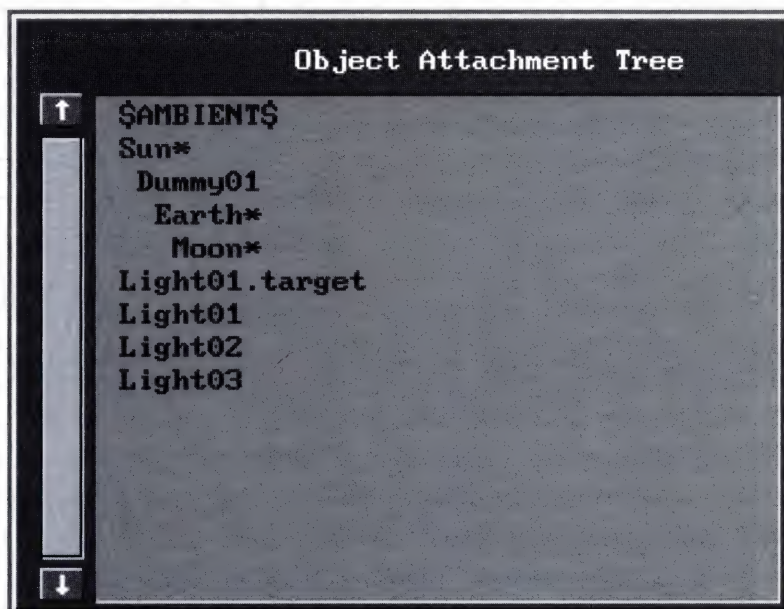 Object Attachment Tree
$AMBIENT$
Sun*
Dummy01
Earth*
Moon*
Light01.target
Light01
Light02
Light03